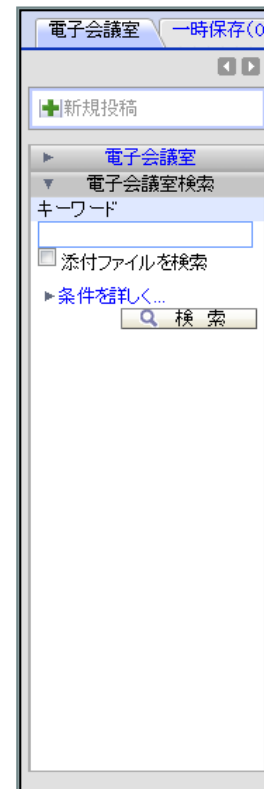 電子会議室 一時保存(0
新規投稿
電子会議室
電子会議室検索
キーワード
添付ファイルを検索
条件を詳しく...
検 索